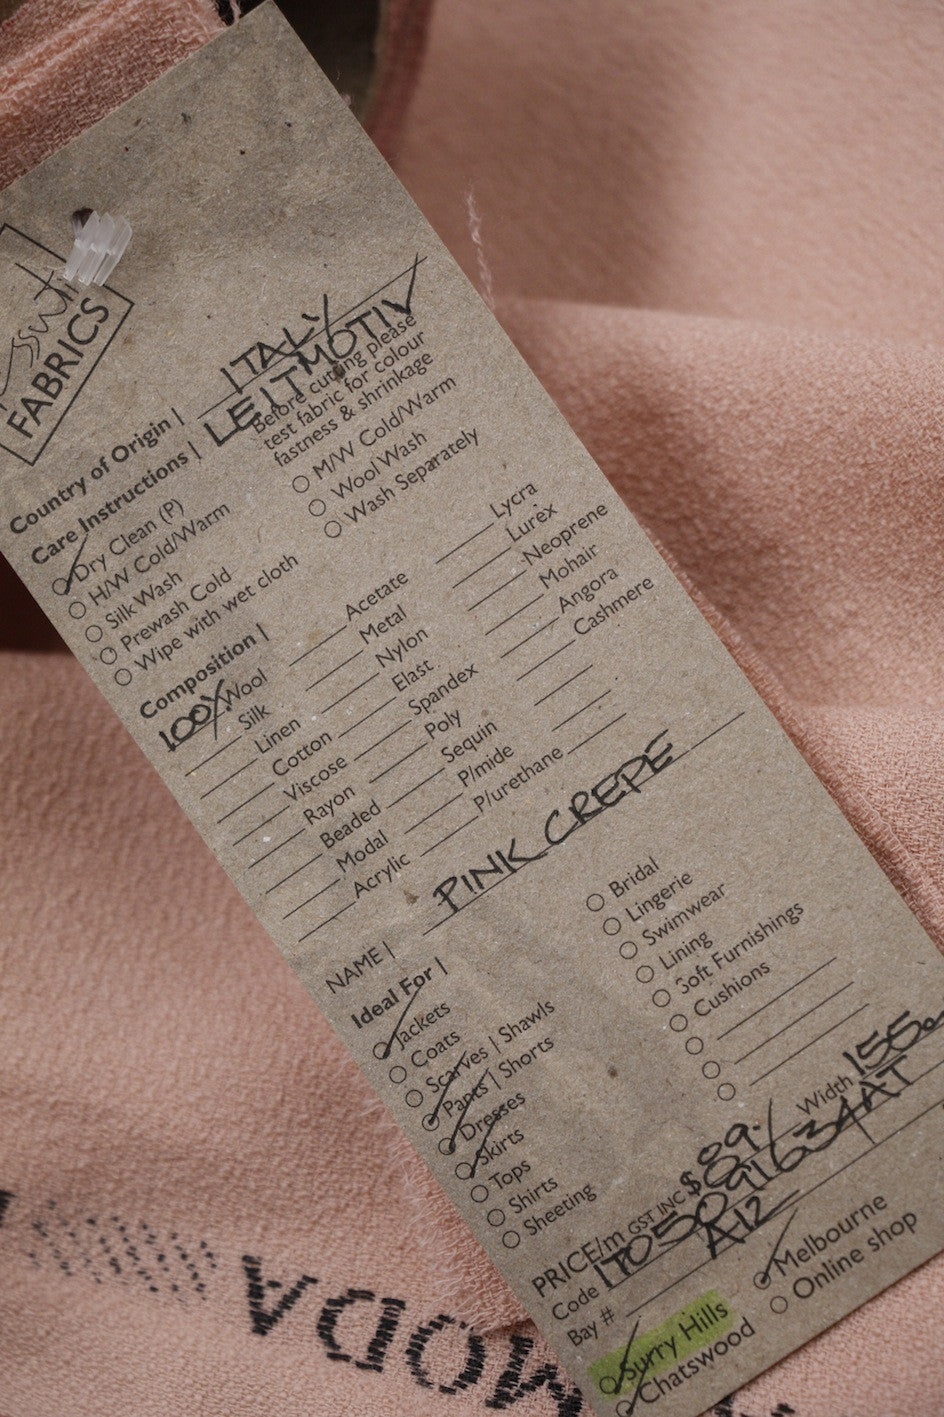 FABRICS
Country of Origin | ITALY
LEITMOTIV
Care Instructions | Before cutting please
test fabric for colour
fastness & shrinkage
Dry Clean (P)
H/W Cold/Warm
Silk Wash
Prewash Cold
Wipe with wet cloth
M/W Cold/Warm
Wool Wash
Wash Separately
Composition |
100% Wool
Silk
Linen
Cotton
Viscose
Rayon
Beaded
Modal
Acrylic
Acetate
Metal
Nylon
Elast
Spandex
Poly
Sequin
P/mide
P/urethane
Lycra
Lurex
Neoprene
Mohair
Angora
Cashmere
NAME | PINK CREPE
Ideal For |
Jackets
Coats
Scarves | Shawls
Pants | Shorts
Dresses
Skirts
Tops
Shirts
Sheeting
Bridal
Lingerie
Swimwear
Lining
Soft Furnishings
Cushions
PRICE/m GST INC $89.- Width 155c
Code 1TO5091634AT
Bay # A12
Surry Hills
Chatswood
Melbourne
Online shop
MODA